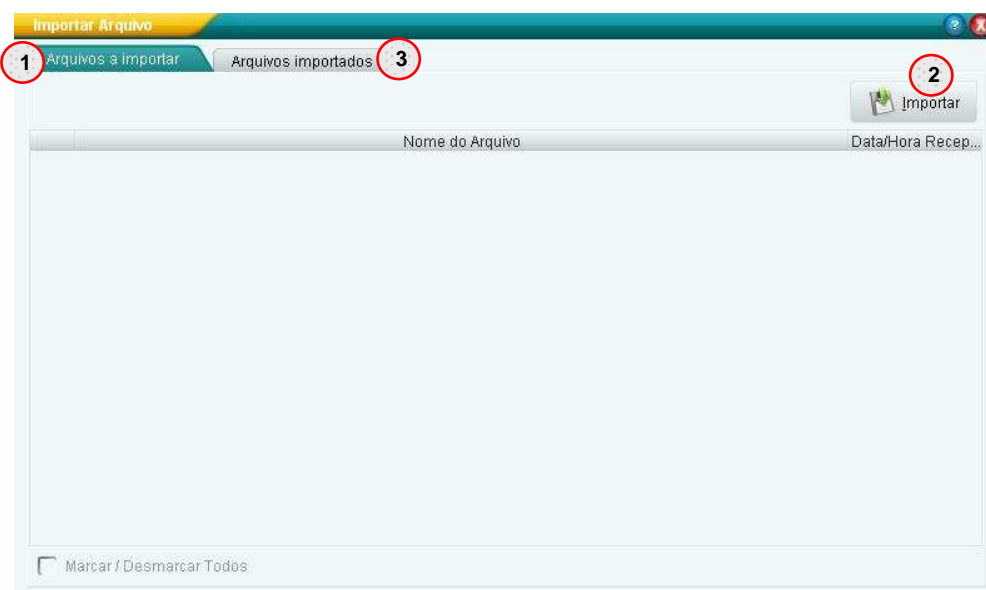 Importar Arquivo
1 Arquivos a importar Arquivos importados 3
2
Importar
Nome do Arquivo Data/Hora Recep...
Marcar / Desmarcar Todos